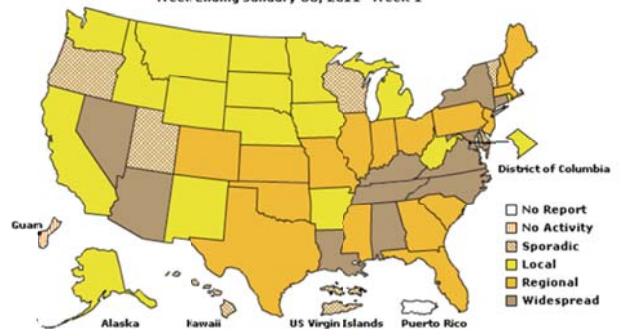 Week Ending January 08, 2011- Week 1
District of Columbia
Guam
No Report
No Activity
Sporadic
Local
Regional
Widespread
Alaska
Hawaii
US Virgin Islands
Puerto Rico